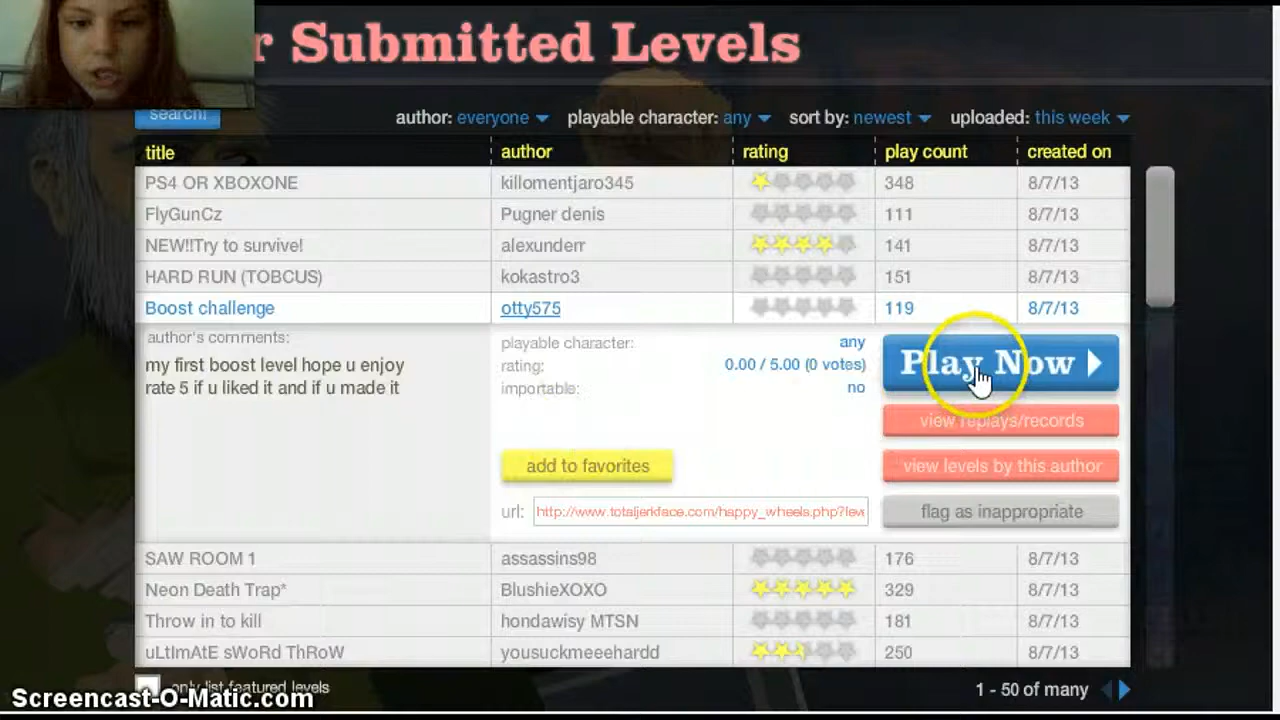 r Submitted Levels
search!
author: everyone playable character: any sort by: newest uploaded: this week
title author rating play count created on
PS4 OR XBOXONE killomentjaro345 348 8/7/13
FlyGunCz Pugner denis 111 8/7/13
NEW!!Try to survive! alexunderr 141 8/7/13
HARD RUN (TOBCUS) kokastro3 151 8/7/13
Boost challenge otty575 119 8/7/13
author's comments:
my first boost level hope u enjoy
rate 5 if u liked it and if u made it
playable character: any
rating: 0.00 / 5.00 (0 votes)
importable: no
Play Now
view replays/records
add to favorites
view levels by this author
url: http://www.totaljerkface.com/happy_wheels.php?leve
flag as inappropriate
SAW ROOM 1 assassins98 176 8/7/13
Neon Death Trap* BlushieXOXO 329 8/7/13
Throw in to kill hondawisy MTSN 181 8/7/13
uLtImAtE sWoRd ThRoW yousuckmeeehardd 250 8/7/13
only list featured levels
1 - 50 of many
Screencast-O-Matic.com